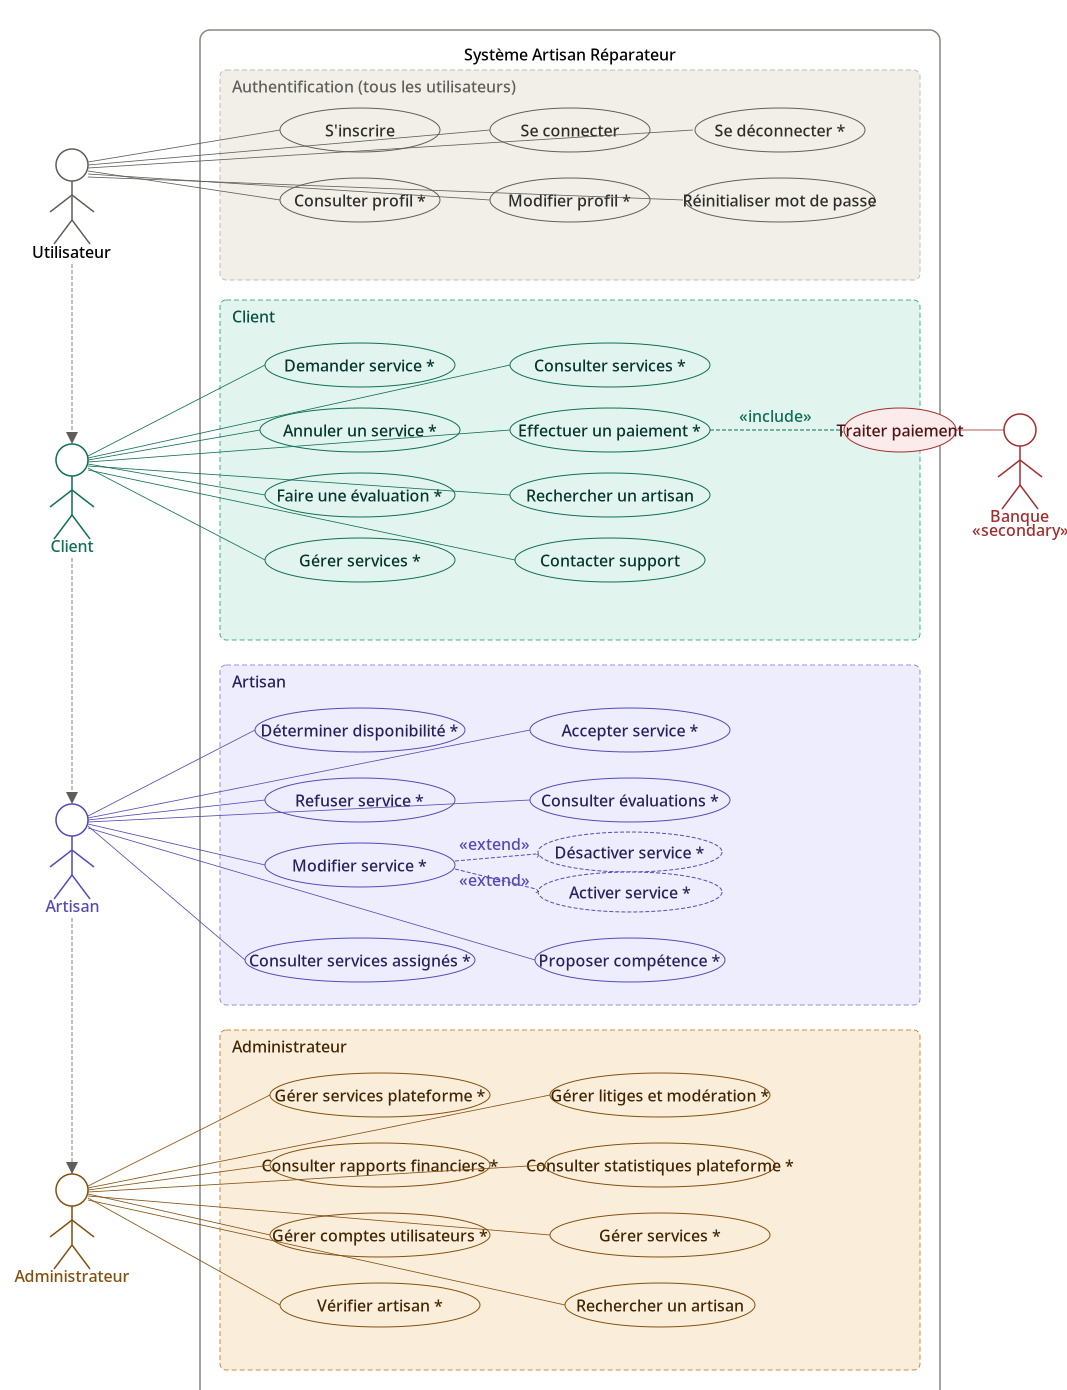 Système Artisan Réparateur
Authentification (tous les utilisateurs)
S'inscrire
Se connecter
Se déconnecter *
Consulter profil *
Modifier profil *
Réinitialiser mot de passe
Utilisateur
Client
Demander service *
Consulter services *
Annuler un service *
Effectuer un paiement *
«include»
Traiter paiement
Faire une évaluation *
Rechercher un artisan
Gérer services *
Contacter support
Client
Banque
«secondary»
Artisan
Déterminer disponibilité *
Accepter service *
Refuser service *
Consulter évaluations *
Modifier service *
«extend»
Désactiver service *
«extend»
Activer service *
Consulter services assignés *
Proposer compétence *
Artisan
Administrateur
Gérer services plateforme *
Gérer litiges et modération *
Consulter rapports financiers *
Consulter statistiques plateforme *
Gérer comptes utilisateurs *
Gérer services *
Vérifier artisan *
Rechercher un artisan
Administrateur